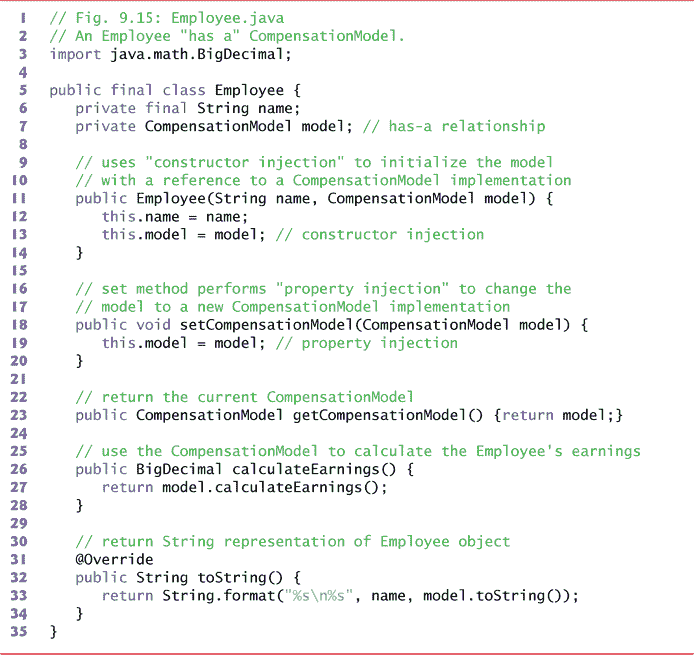 1 // Fig. 9.15: Employee.java
2 // An Employee "has a" CompensationModel.
3 import java.math.BigDecimal;
4
5 public final class Employee {
6    private final String name;
7    private CompensationModel model; // has-a relationship
8
9    // uses "constructor injection" to initialize the model
10    // with a reference to a CompensationModel implementation
11    public Employee(String name, CompensationModel model) {
12       this.name = name;
13       this.model = model; // constructor injection
14    }
15
16    // set method performs "property injection" to change the
17    // model to a new CompensationModel implementation
18    public void setCompensationModel(CompensationModel model) {
19       this.model = model; // property injection
20    }
21
22    // return the current CompensationModel
23    public CompensationModel getCompensationModel() {return model;}
24
25    // use the CompensationModel to calculate the Employee's earnings
26    public BigDecimal calculateEarnings() {
27       return model.calculateEarnings();
28    }
29
30    // return String representation of Employee object
31    @Override
32    public String toString() {
33       return String.format("%s\n%s", name, model.toString());
34    }
35 }